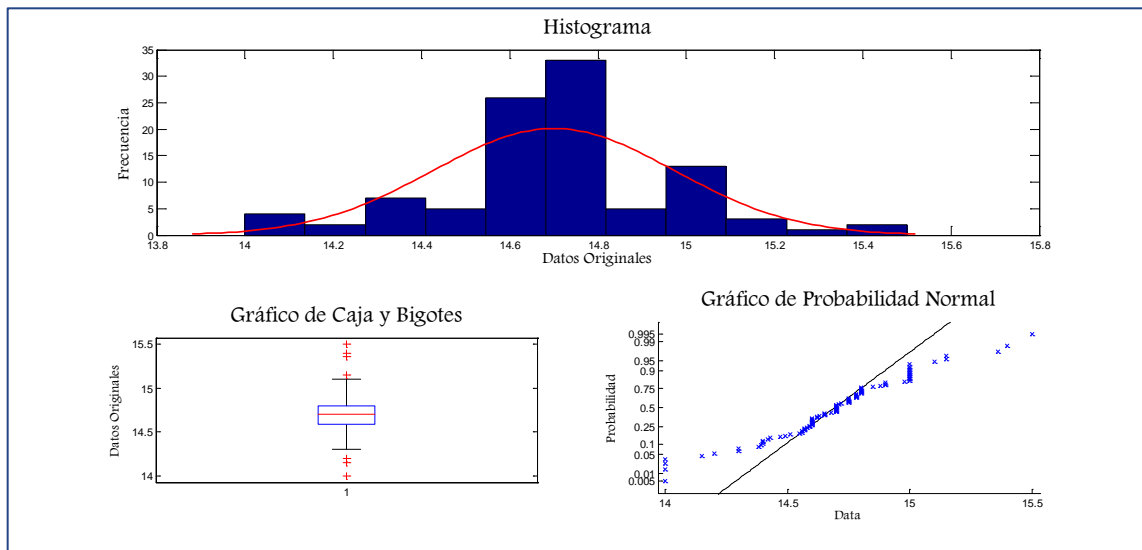 Histograma
Frecuencia
35
30
25
20
15
10
5
0
13.8 14 14.2 14.4 14.6 14.8 15 15.2 15.4 15.6 15.8
Datos Originales
Gráfico de Caja y Bigotes
Datos Originales
15.5
15
14.5
14
1
Gráfico de Probabilidad Normal
Probabilidad
0.995
0.99
0.95
0.9
0.75
0.5
0.25
0.1
0.05
0.01
0.005
14 14.5 15 15.5
Data